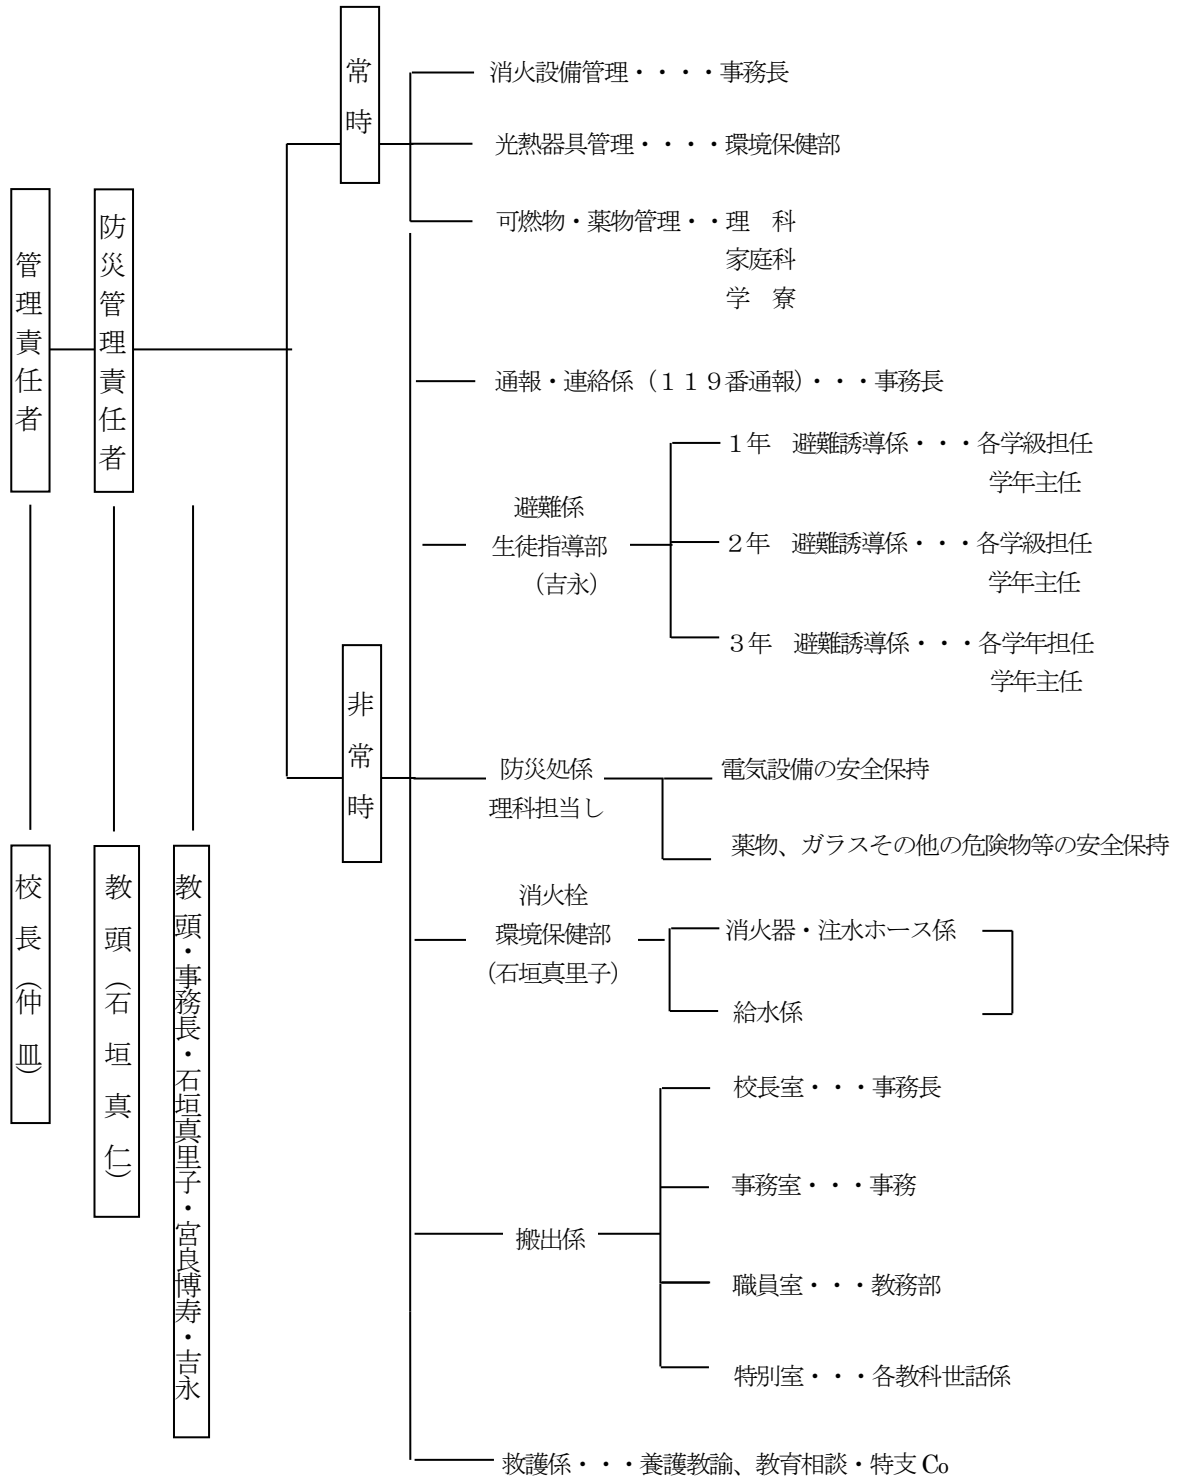 管理責任者
防災管理責任者
校長(仲皿)
教頭(石垣真仁)
教頭・事務長・石垣真里子・宮良博寿・吉永
常時
消火設備管理・・・・事務長
光熱器具管理・・・・環境保健部
可燃物・薬物管理・・理　科
家庭科
学　寮
非常時
通報・連絡係（１１９番通報）・・・事務長
避難係
生徒指導部
（吉永）
１年　避難誘導係・・・各学級担任
学年主任
２年　避難誘導係・・・各学級担任
学年主任
３年　避難誘導係・・・各学年担任
学年主任
防災処係
理科担当し
電気設備の安全保持
薬物、ガラスその他の危険物等の安全保持
消火栓
環境保健部
（石垣真里子）
消火器・注水ホース係
給水係
搬出係
校長室・・・事務長
事務室・・・事務
職員室・・・教務部
特別室・・・各教科世話係
救護係・・・養護教諭、教育相談・特支 Co